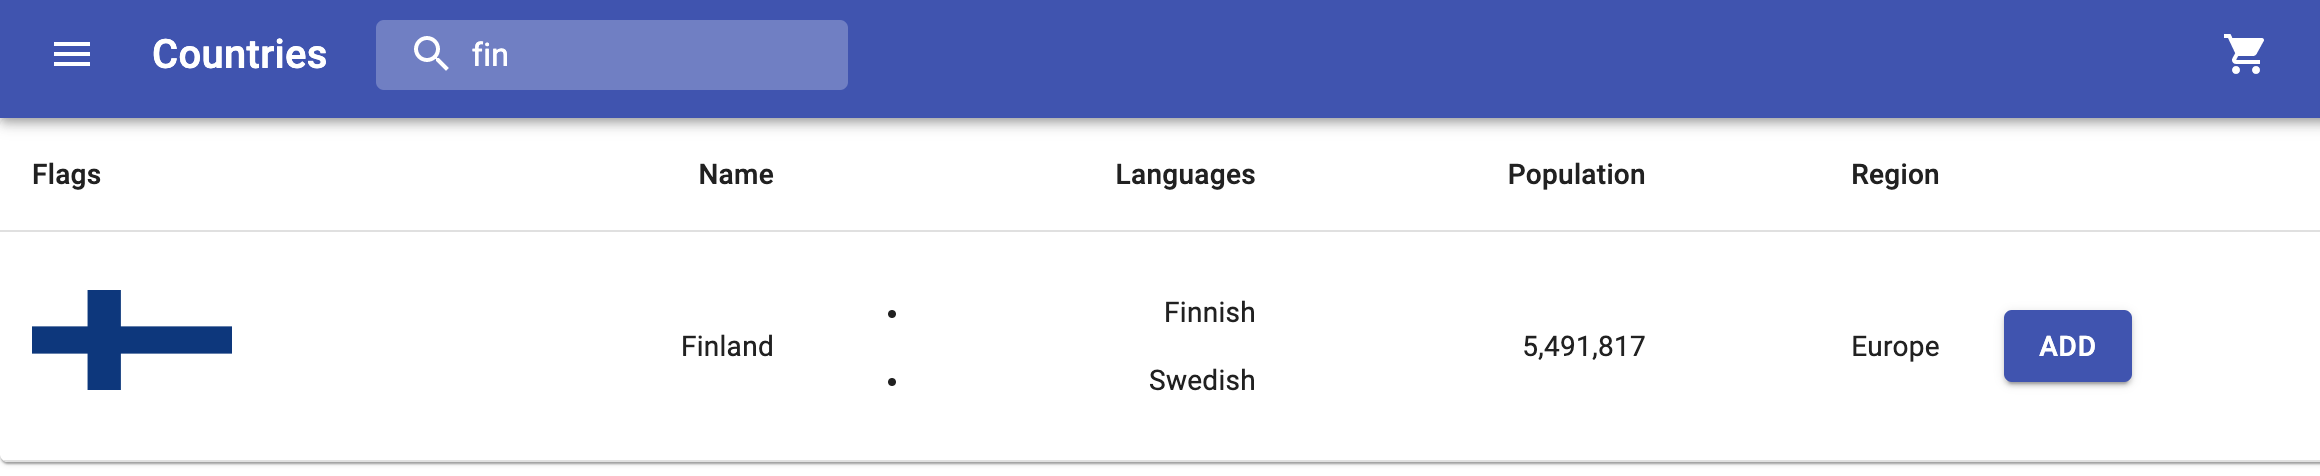 Countries
fin
Flags Name Languages Population Region
Finland • Finnish 5,491,817 Europe ADD
• Swedish